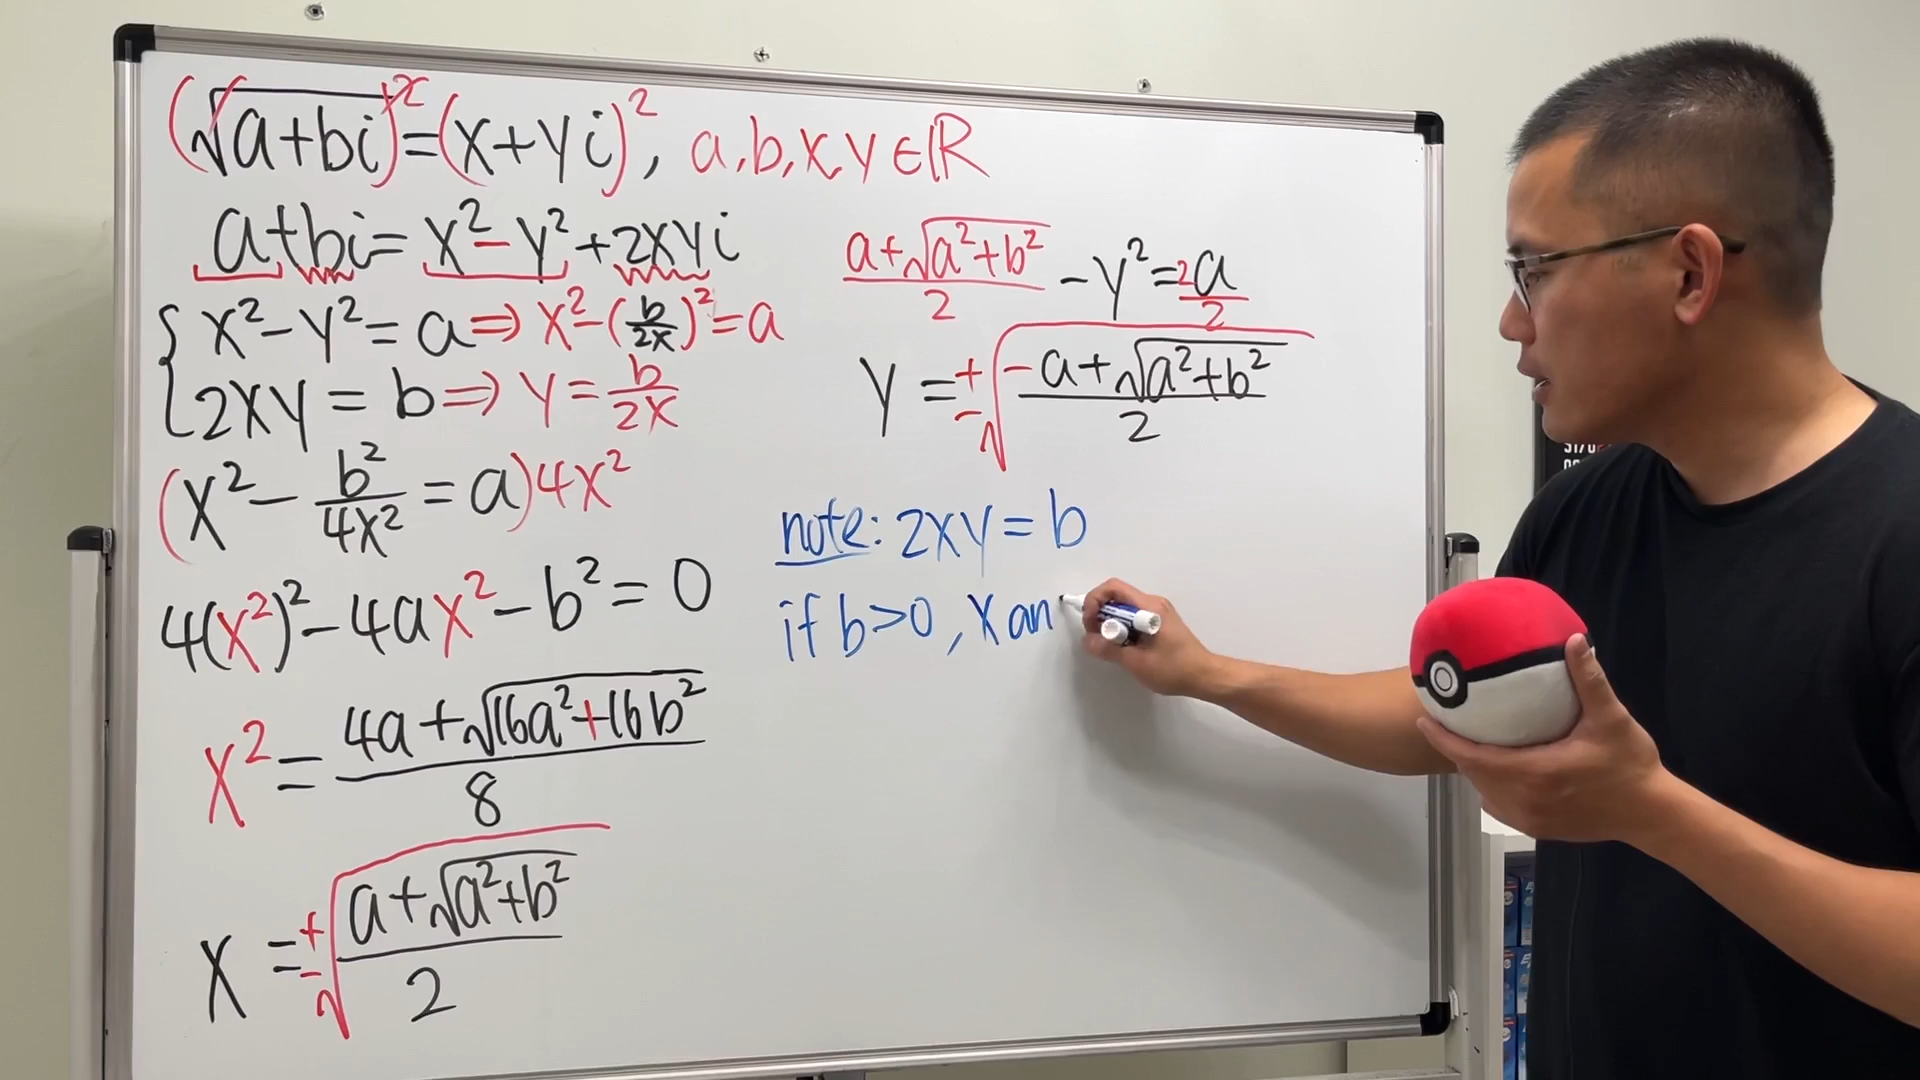 (√(a+bi))²=(x+yi)², a,b,x,y∈ℝ
a+bi=x²-y²+2xyi
x²-y²=a⇒x²-(b/2x)²=a
2xy=b⇒y=b/2x
(x²-b²/4x²=a)4x²
4(x²)²-4ax²-b²=0
x²=(4a+√(16a²+16b²))/8
x=±√((a+√(a²+b²))/2)
(a+√(a²+b²))/2-y²=2a/2
y=±√((-a+√(a²+b²))/2)
note: 2xy=b
if b>0, x an